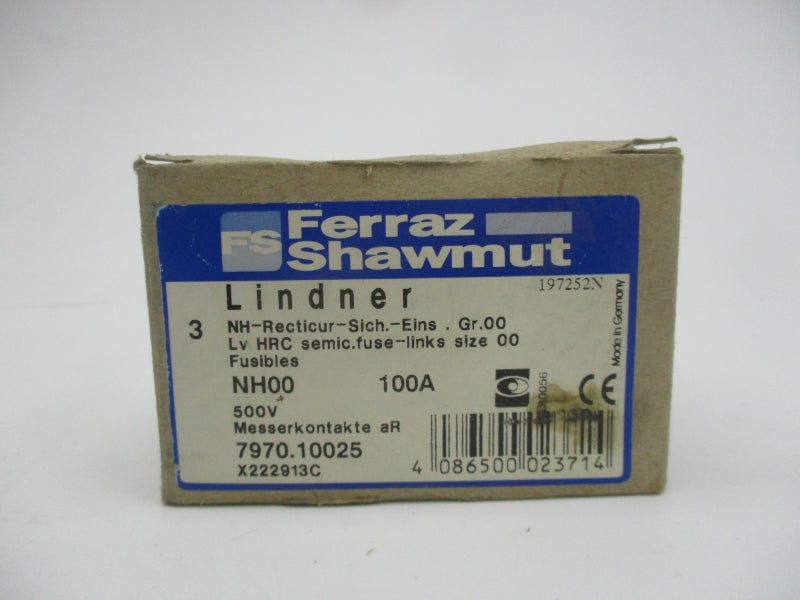 FS Ferraz
Shawmut
Lindner
197252N
3
NH-Recticur-Sich.-Eins . Gr.00
Lv HRC semic.fuse-links size 00
Fusibles
NH00 100A
500V
Messerkontakte aR
7970.10025
X222913C
Made in Germany
CE
4 086500 023714